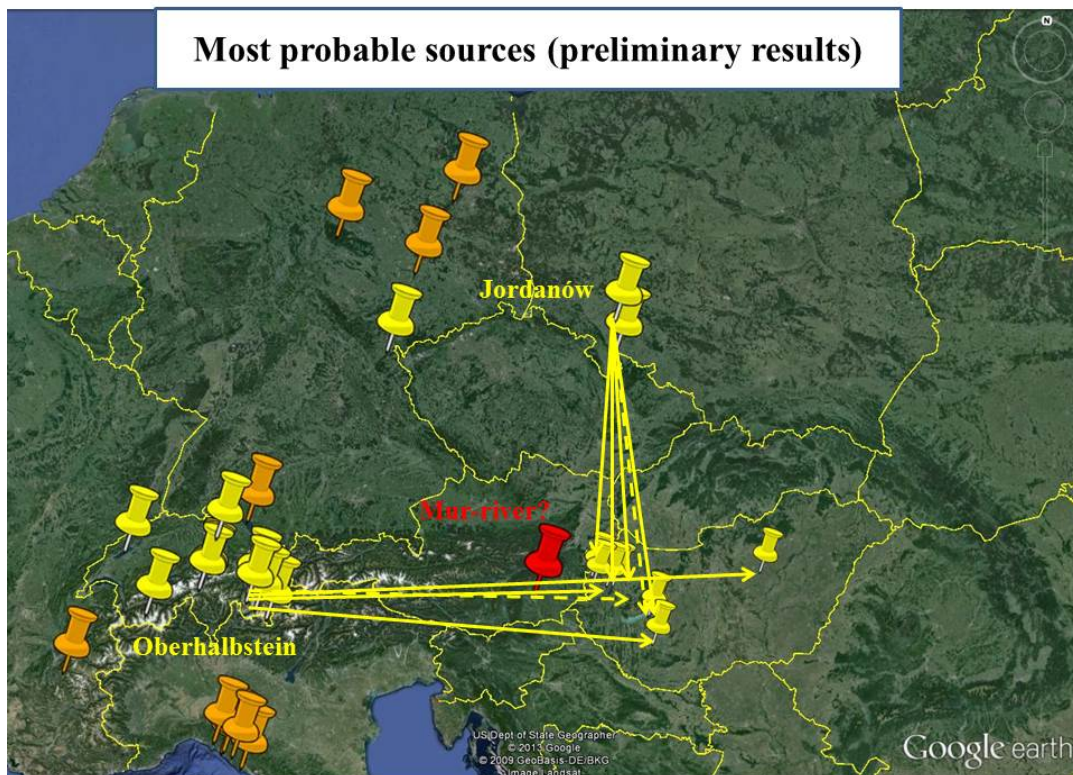 Most probable sources (preliminary results)
N
Jordanów
Mur-river?
Oberhalbstein
US Dept of State Geographer
© 2013 Google
© 2009 GeoBasis-DE/BKG
Image Landsat
Google earth